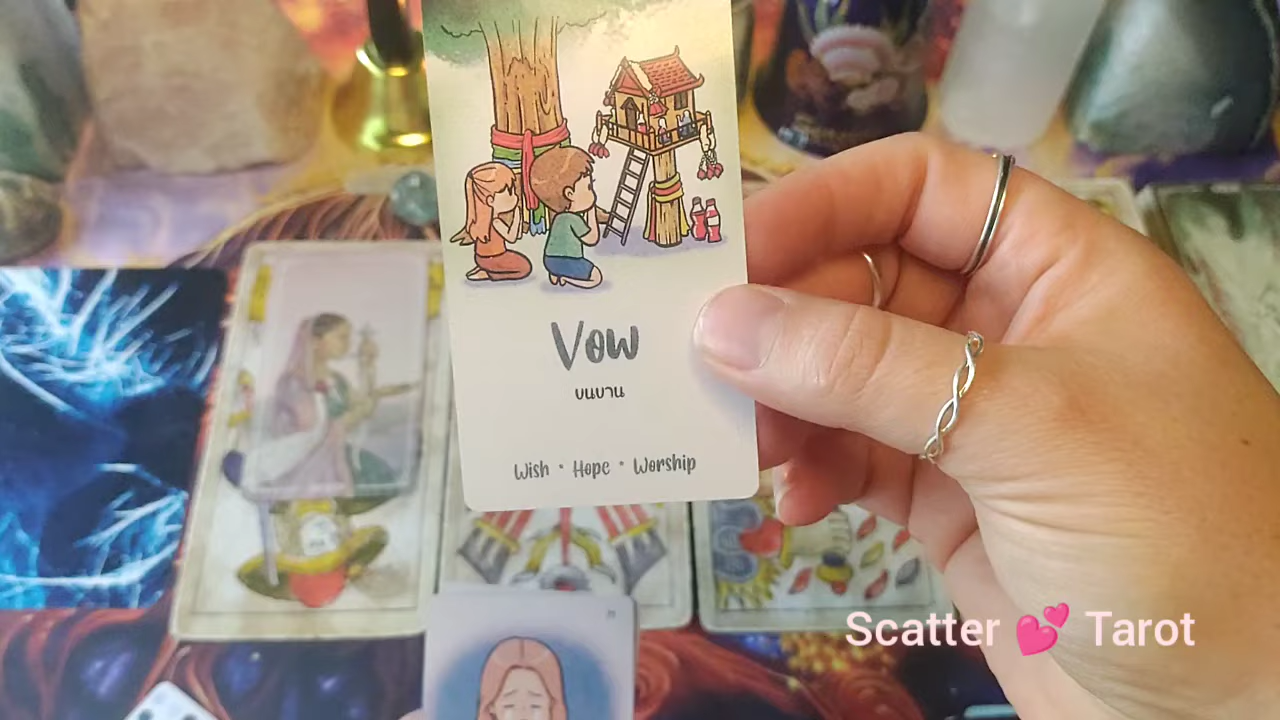 Vow
บนบาน
Wish • Hope • Worship
Scatter 💕 Tarot